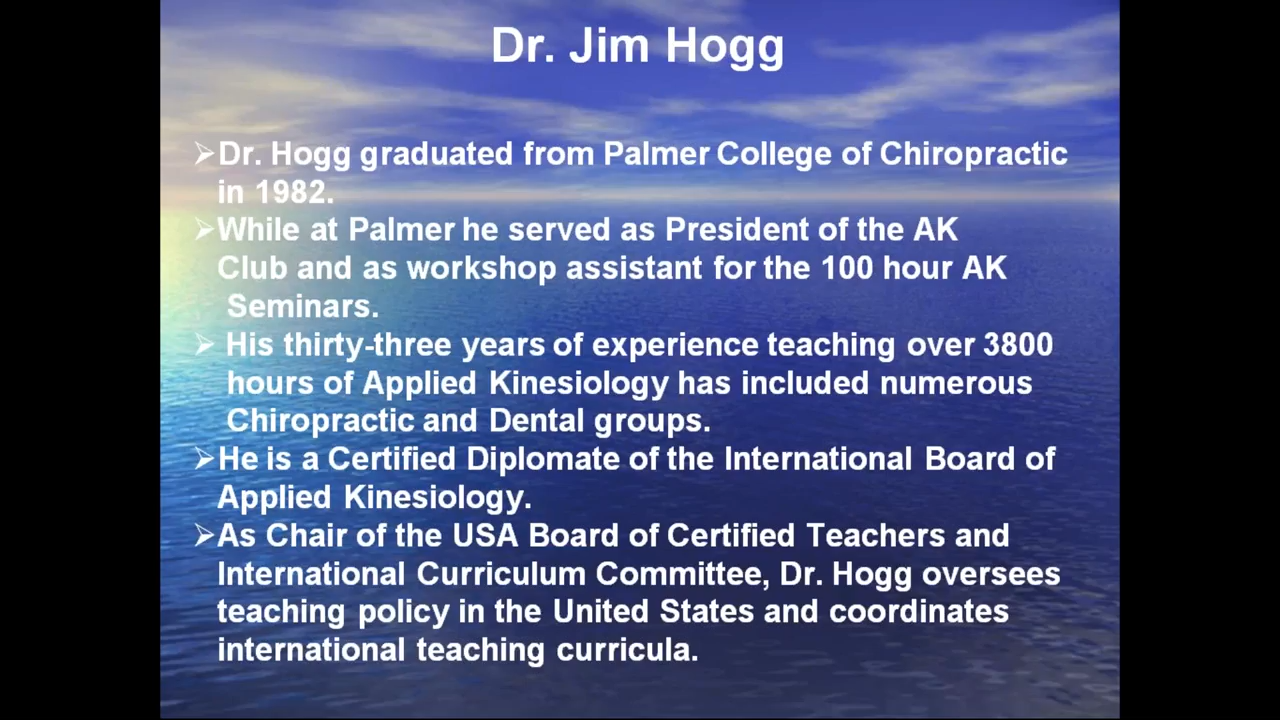 Dr. Jim Hogg
➢Dr. Hogg graduated from Palmer College of Chiropractic
in 1982.
➢While at Palmer he served as President of the AK
Club and as workshop assistant for the 100 hour AK
Seminars.
➢ His thirty-three years of experience teaching over 3800
hours of Applied Kinesiology has included numerous
Chiropractic and Dental groups.
➢He is a Certified Diplomate of the International Board of
Applied Kinesiology.
➢As Chair of the USA Board of Certified Teachers and
International Curriculum Committee, Dr. Hogg oversees
teaching policy in the United States and coordinates
international teaching curricula.